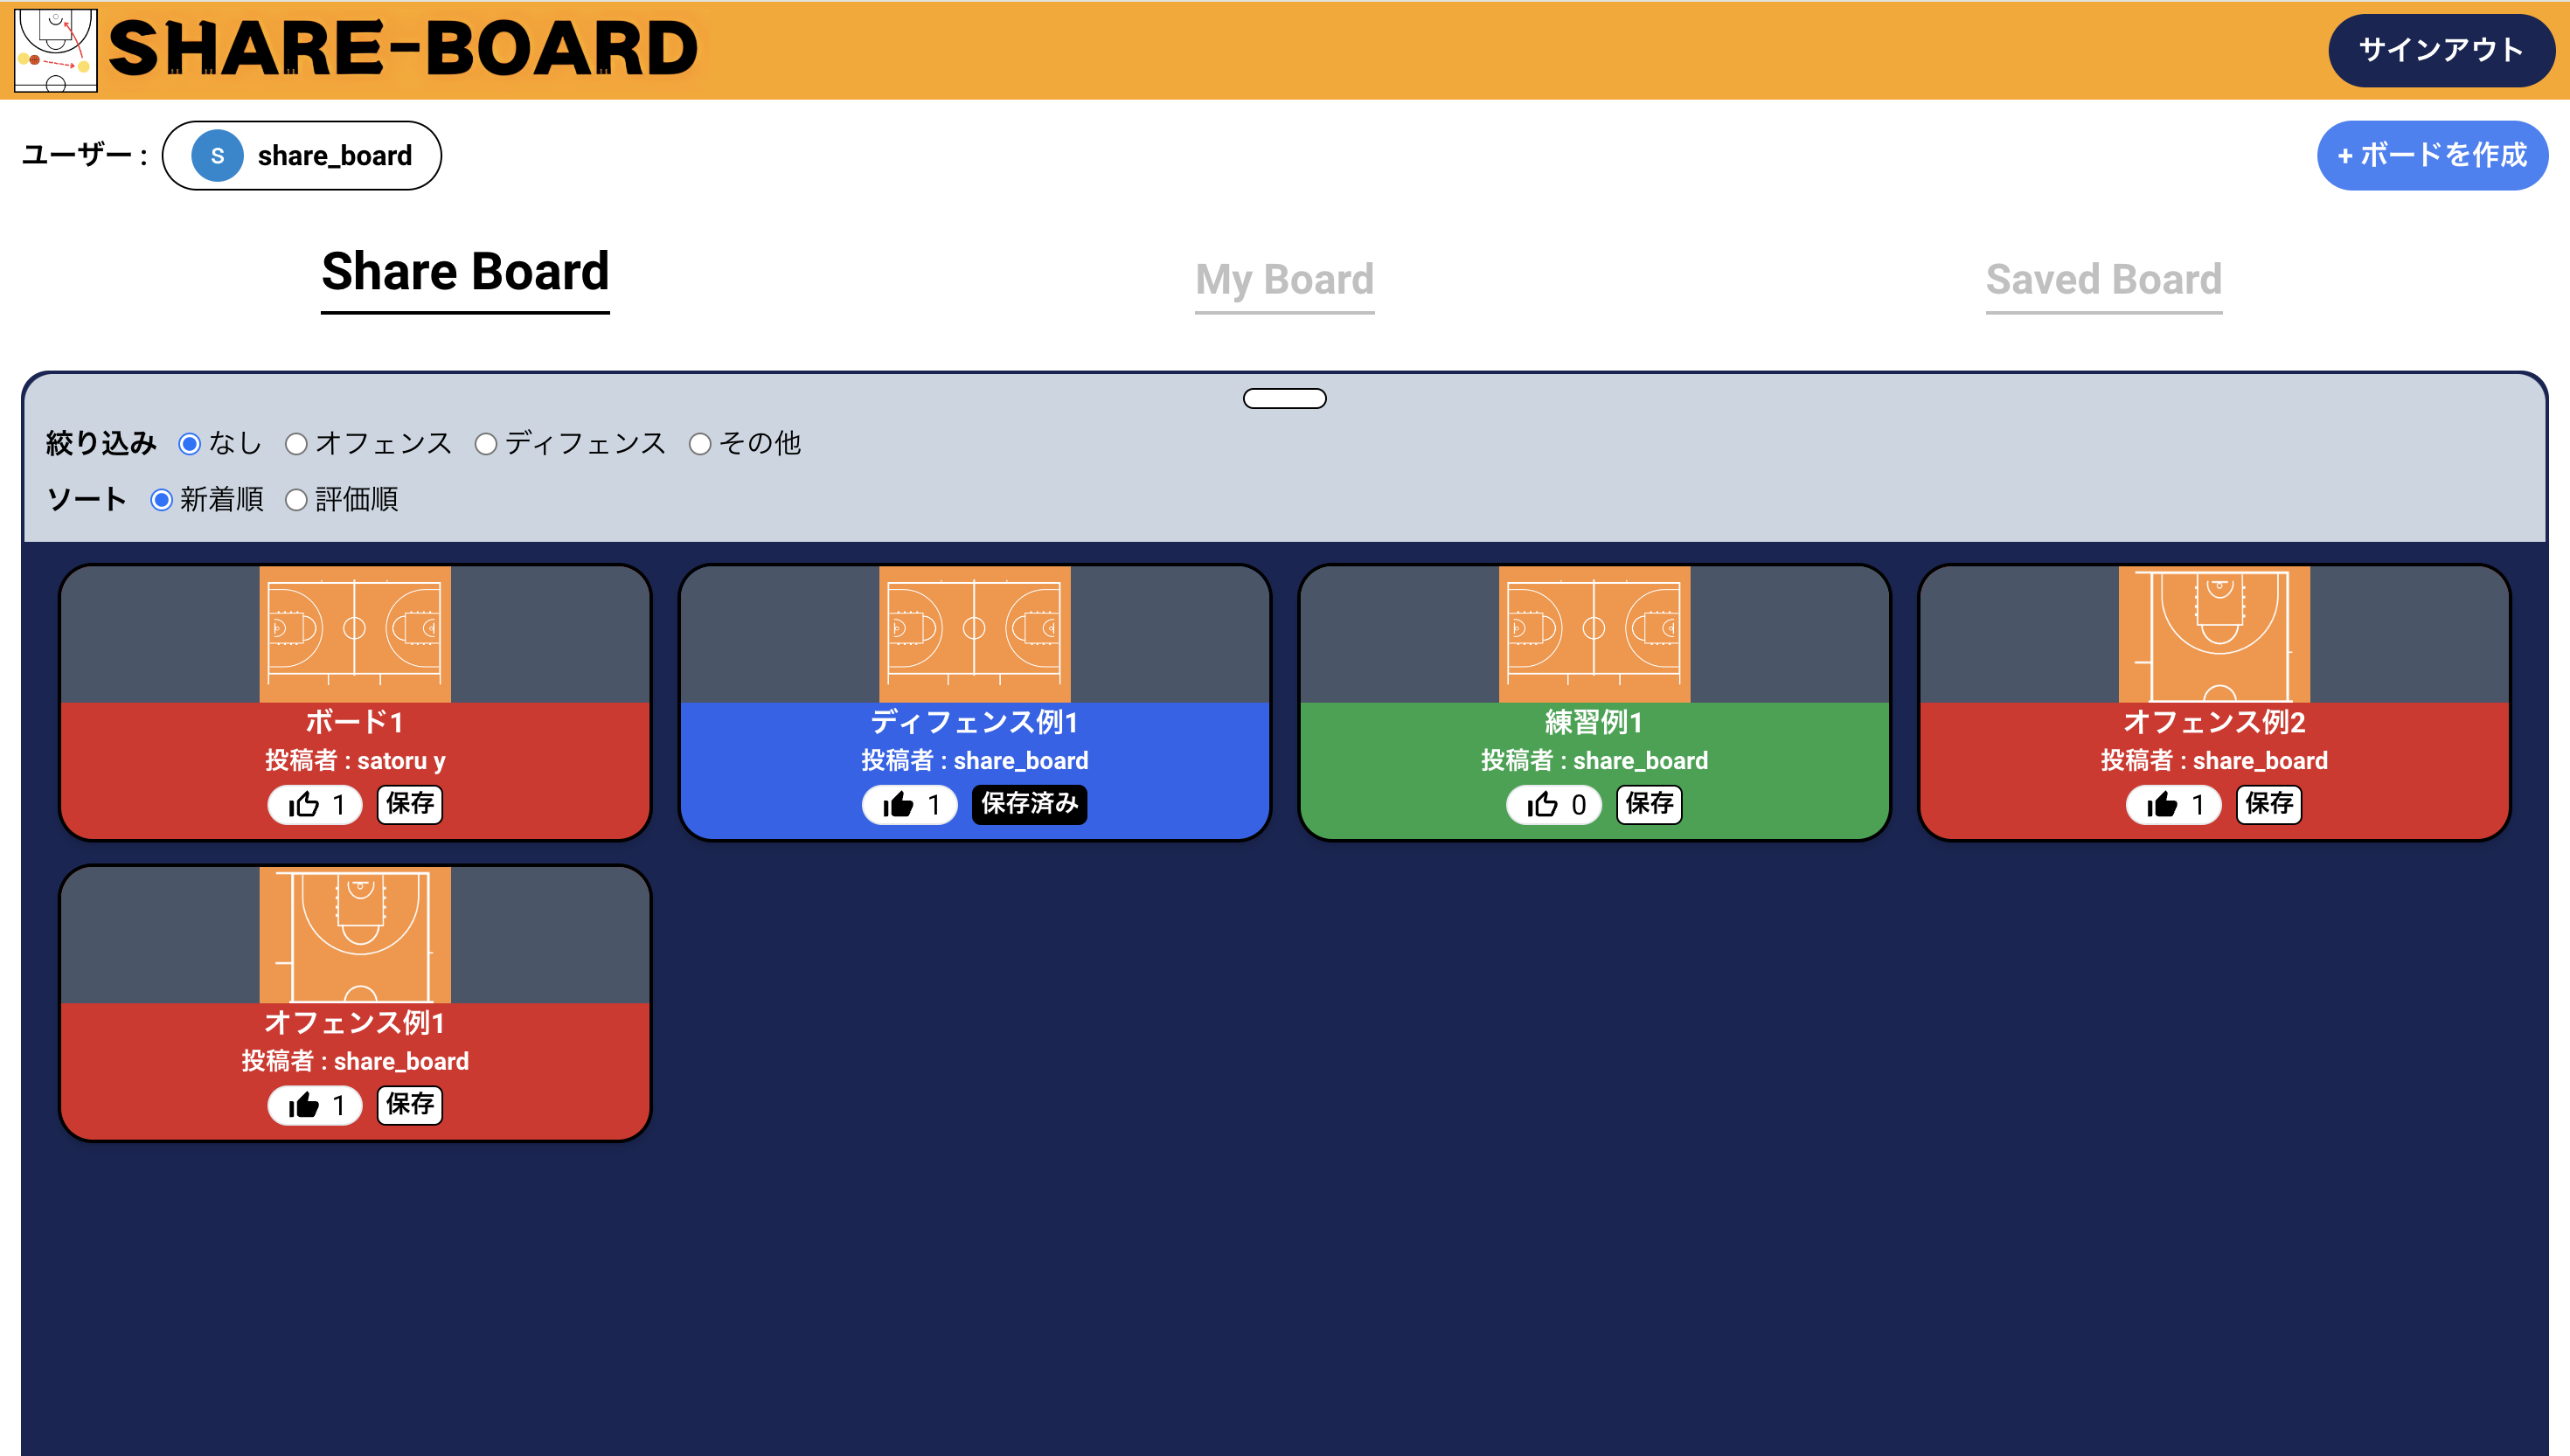 SHARE-BOARD
サインアウト
ユーザー : S share_board
+ ボードを作成
Share Board
My Board
Saved Board
絞り込み なし オフェンス ディフェンス その他
ソート 新着順 評価順
ボード1
投稿者 : satoru y
1 保存
ディフェンス例1
投稿者 : share_board
1 保存済み
練習例1
投稿者 : share_board
0 保存
オフェンス例2
投稿者 : share_board
1 保存
オフェンス例1
投稿者 : share_board
1 保存